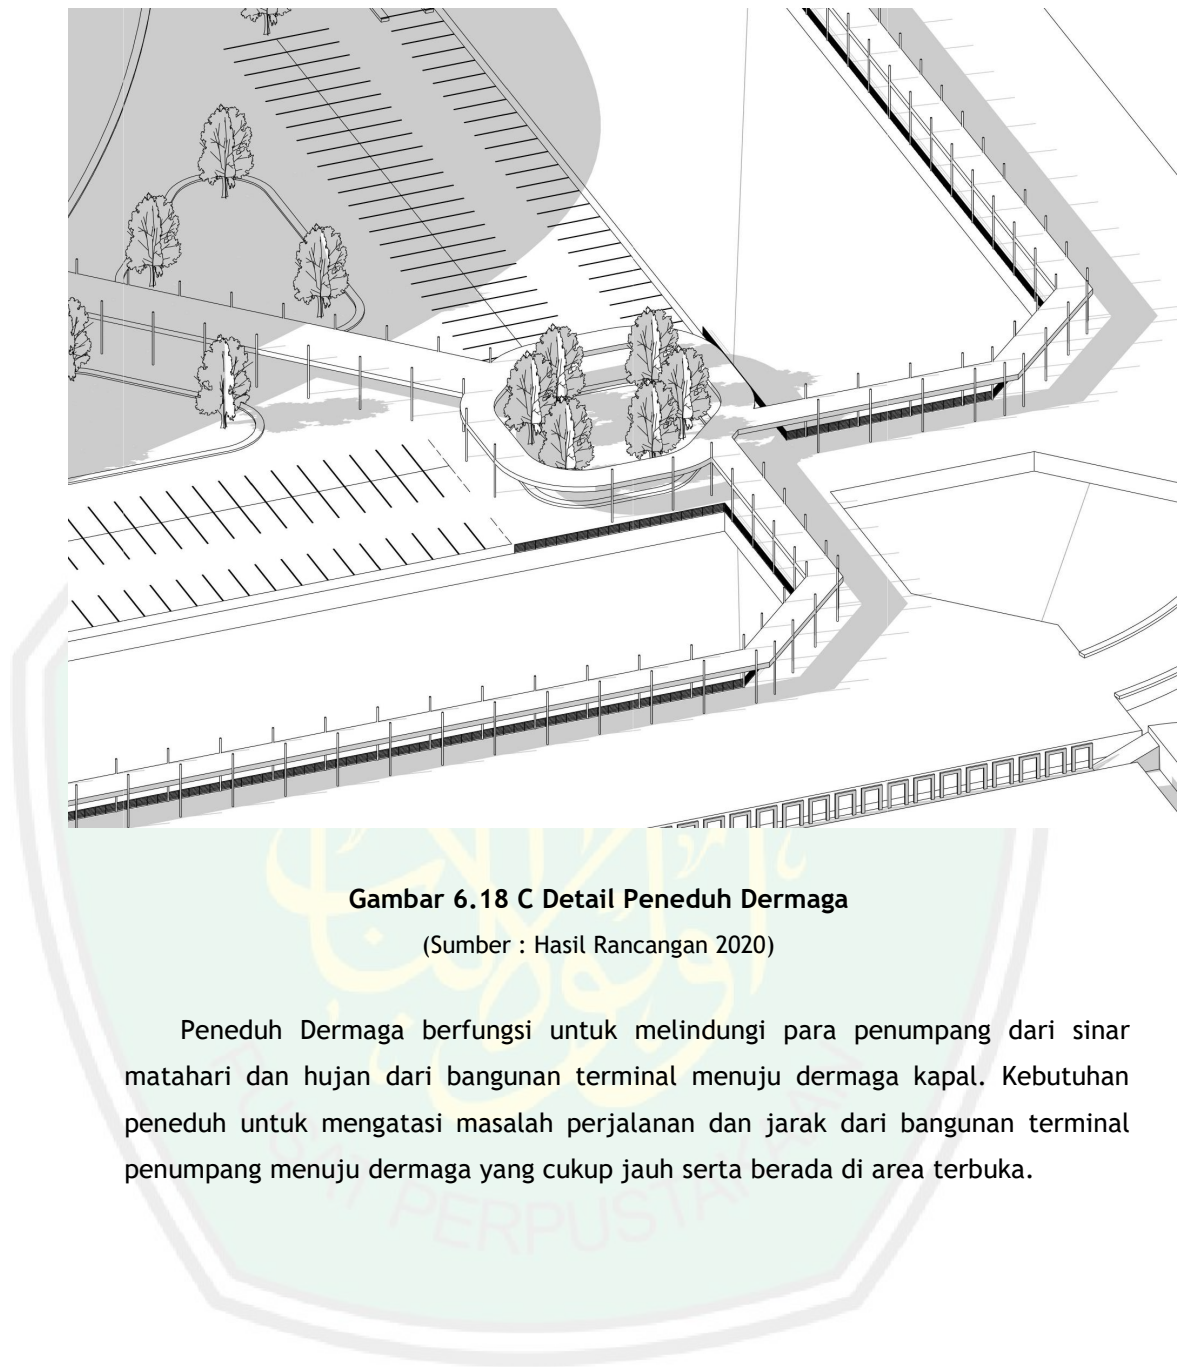 Gambar 6.18 C Detail Peneduh Dermaga
(Sumber : Hasil Rancangan 2020)
Peneduh Dermaga berfungsi untuk melindungi para penumpang dari sinar
matahari dan hujan dari bangunan terminal menuju dermaga kapal. Kebutuhan
peneduh untuk mengatasi masalah perjalanan dan jarak dari bangunan terminal
penumpang menuju dermaga yang cukup jauh serta berada di area terbuka.
PUSAT PERPUSTAKAAN